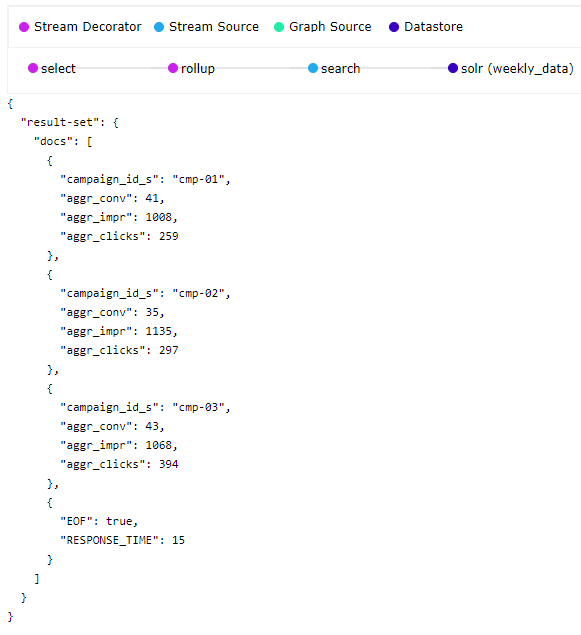 Stream Decorator Stream Source Graph Source Datastore
select rollup search solr (weekly_data)
{
  "result-set": {
    "docs": [
      {
        "campaign_id_s": "cmp-01",
        "aggr_conv": 41,
        "aggr_impr": 1008,
        "aggr_clicks": 259
      },
      {
        "campaign_id_s": "cmp-02",
        "aggr_conv": 35,
        "aggr_impr": 1135,
        "aggr_clicks": 297
      },
      {
        "campaign_id_s": "cmp-03",
        "aggr_conv": 43,
        "aggr_impr": 1068,
        "aggr_clicks": 394
      },
      {
        "EOF": true,
        "RESPONSE_TIME": 15
      }
    ]
  }
}